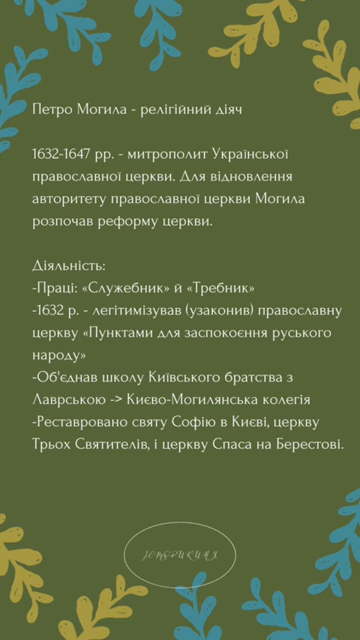 Петро Могила - релігійний діяч
1632-1647 рр. - митрополит Української
православної церкви. Для відновлення
авторитету православної церкви Могила
розпочав реформу церкви.
Діяльність:
-Праці: «Служебник» й «Требник»
-1632 р. - легітимізував (узаконив) православну
церкву «Пунктами для заспокоєння руського
народу»
-Об'єднав школу Київського братства з
Лаврською -> Києво-Могилянська колегія
-Реставровано святу Софію в Києві, церкву
Трьох Святителів, і церкву Спаса на Берестові.